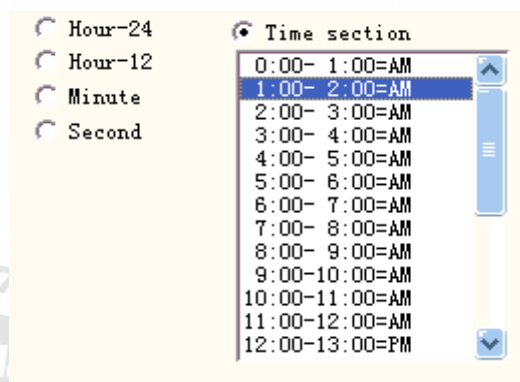 Hour-24
Hour-12
Minute
Second
Time section
0:00- 1:00=AM
1:00- 2:00=AM
2:00- 3:00=AM
3:00- 4:00=AM
4:00- 5:00=AM
5:00- 6:00=AM
6:00- 7:00=AM
7:00- 8:00=AM
8:00- 9:00=AM
9:00-10:00=AM
10:00-11:00=AM
11:00-12:00=AM
12:00-13:00=PM